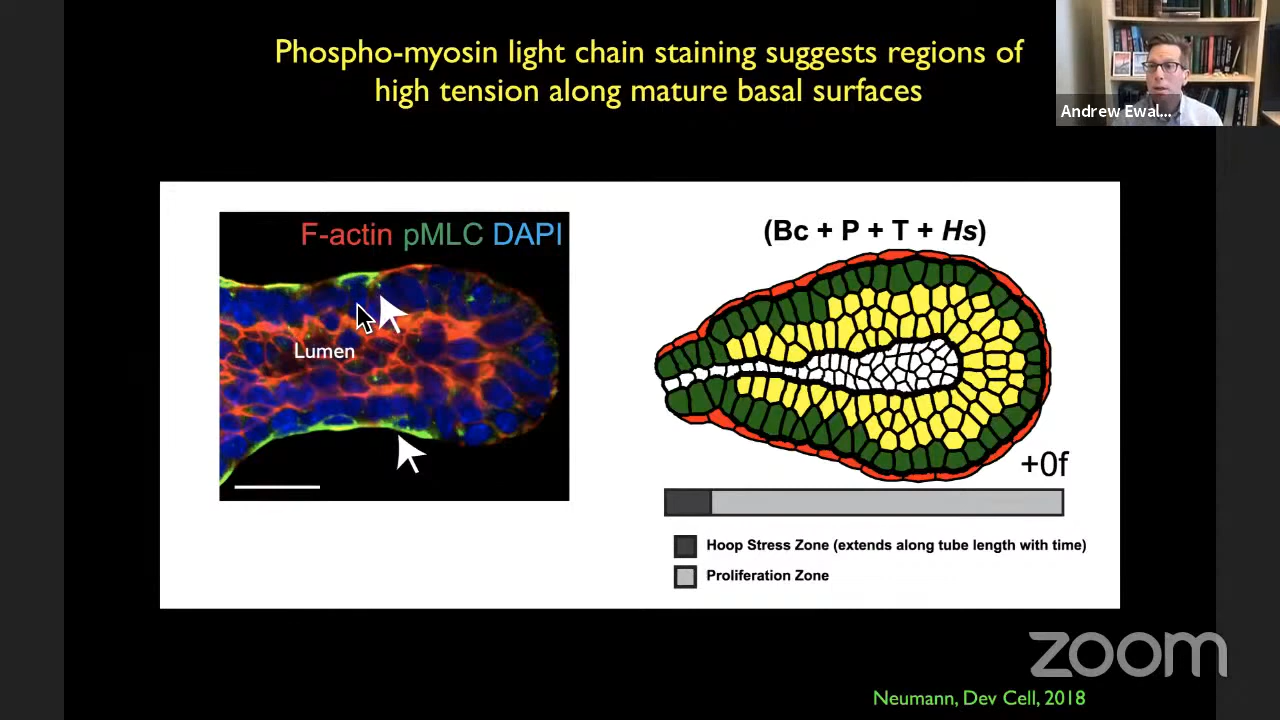 Phospho-myosin light chain staining suggests regions of
high tension along mature basal surfaces
Andrew Ewal...
F-actin pMLC DAPI
Lumen
(Bc + P + T + Hs)
+0f
Hoop Stress Zone (extends along tube length with time)
Proliferation Zone
zoom
Neumann, Dev Cell, 2018